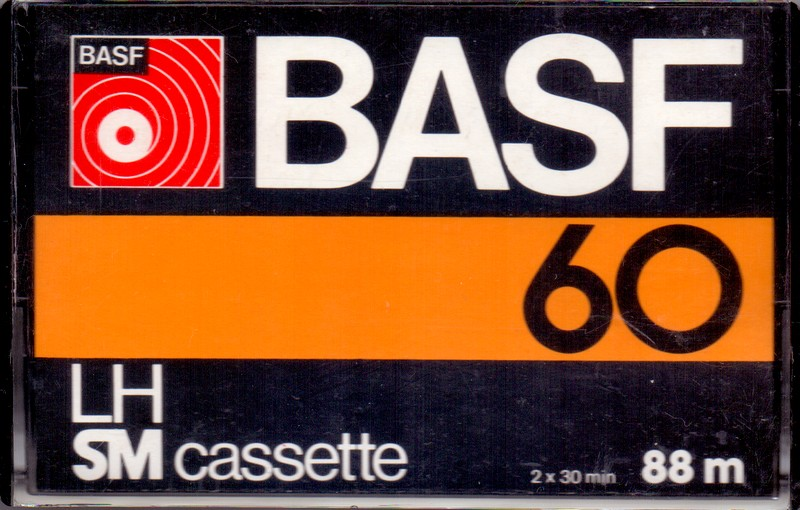 BASF
BASF
60
LH
SM cassette
2 x 30 min 88 m